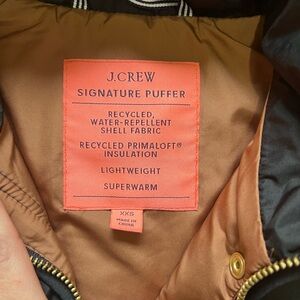 J.CREW
SIGNATURE PUFFER
RECYCLED,
WATER-REPELLENT
SHELL FABRIC
RECYCLED PRIMALOFT®
INSULATION
LIGHTWEIGHT
SUPERWARM
XXS
MADE IN
CHINA